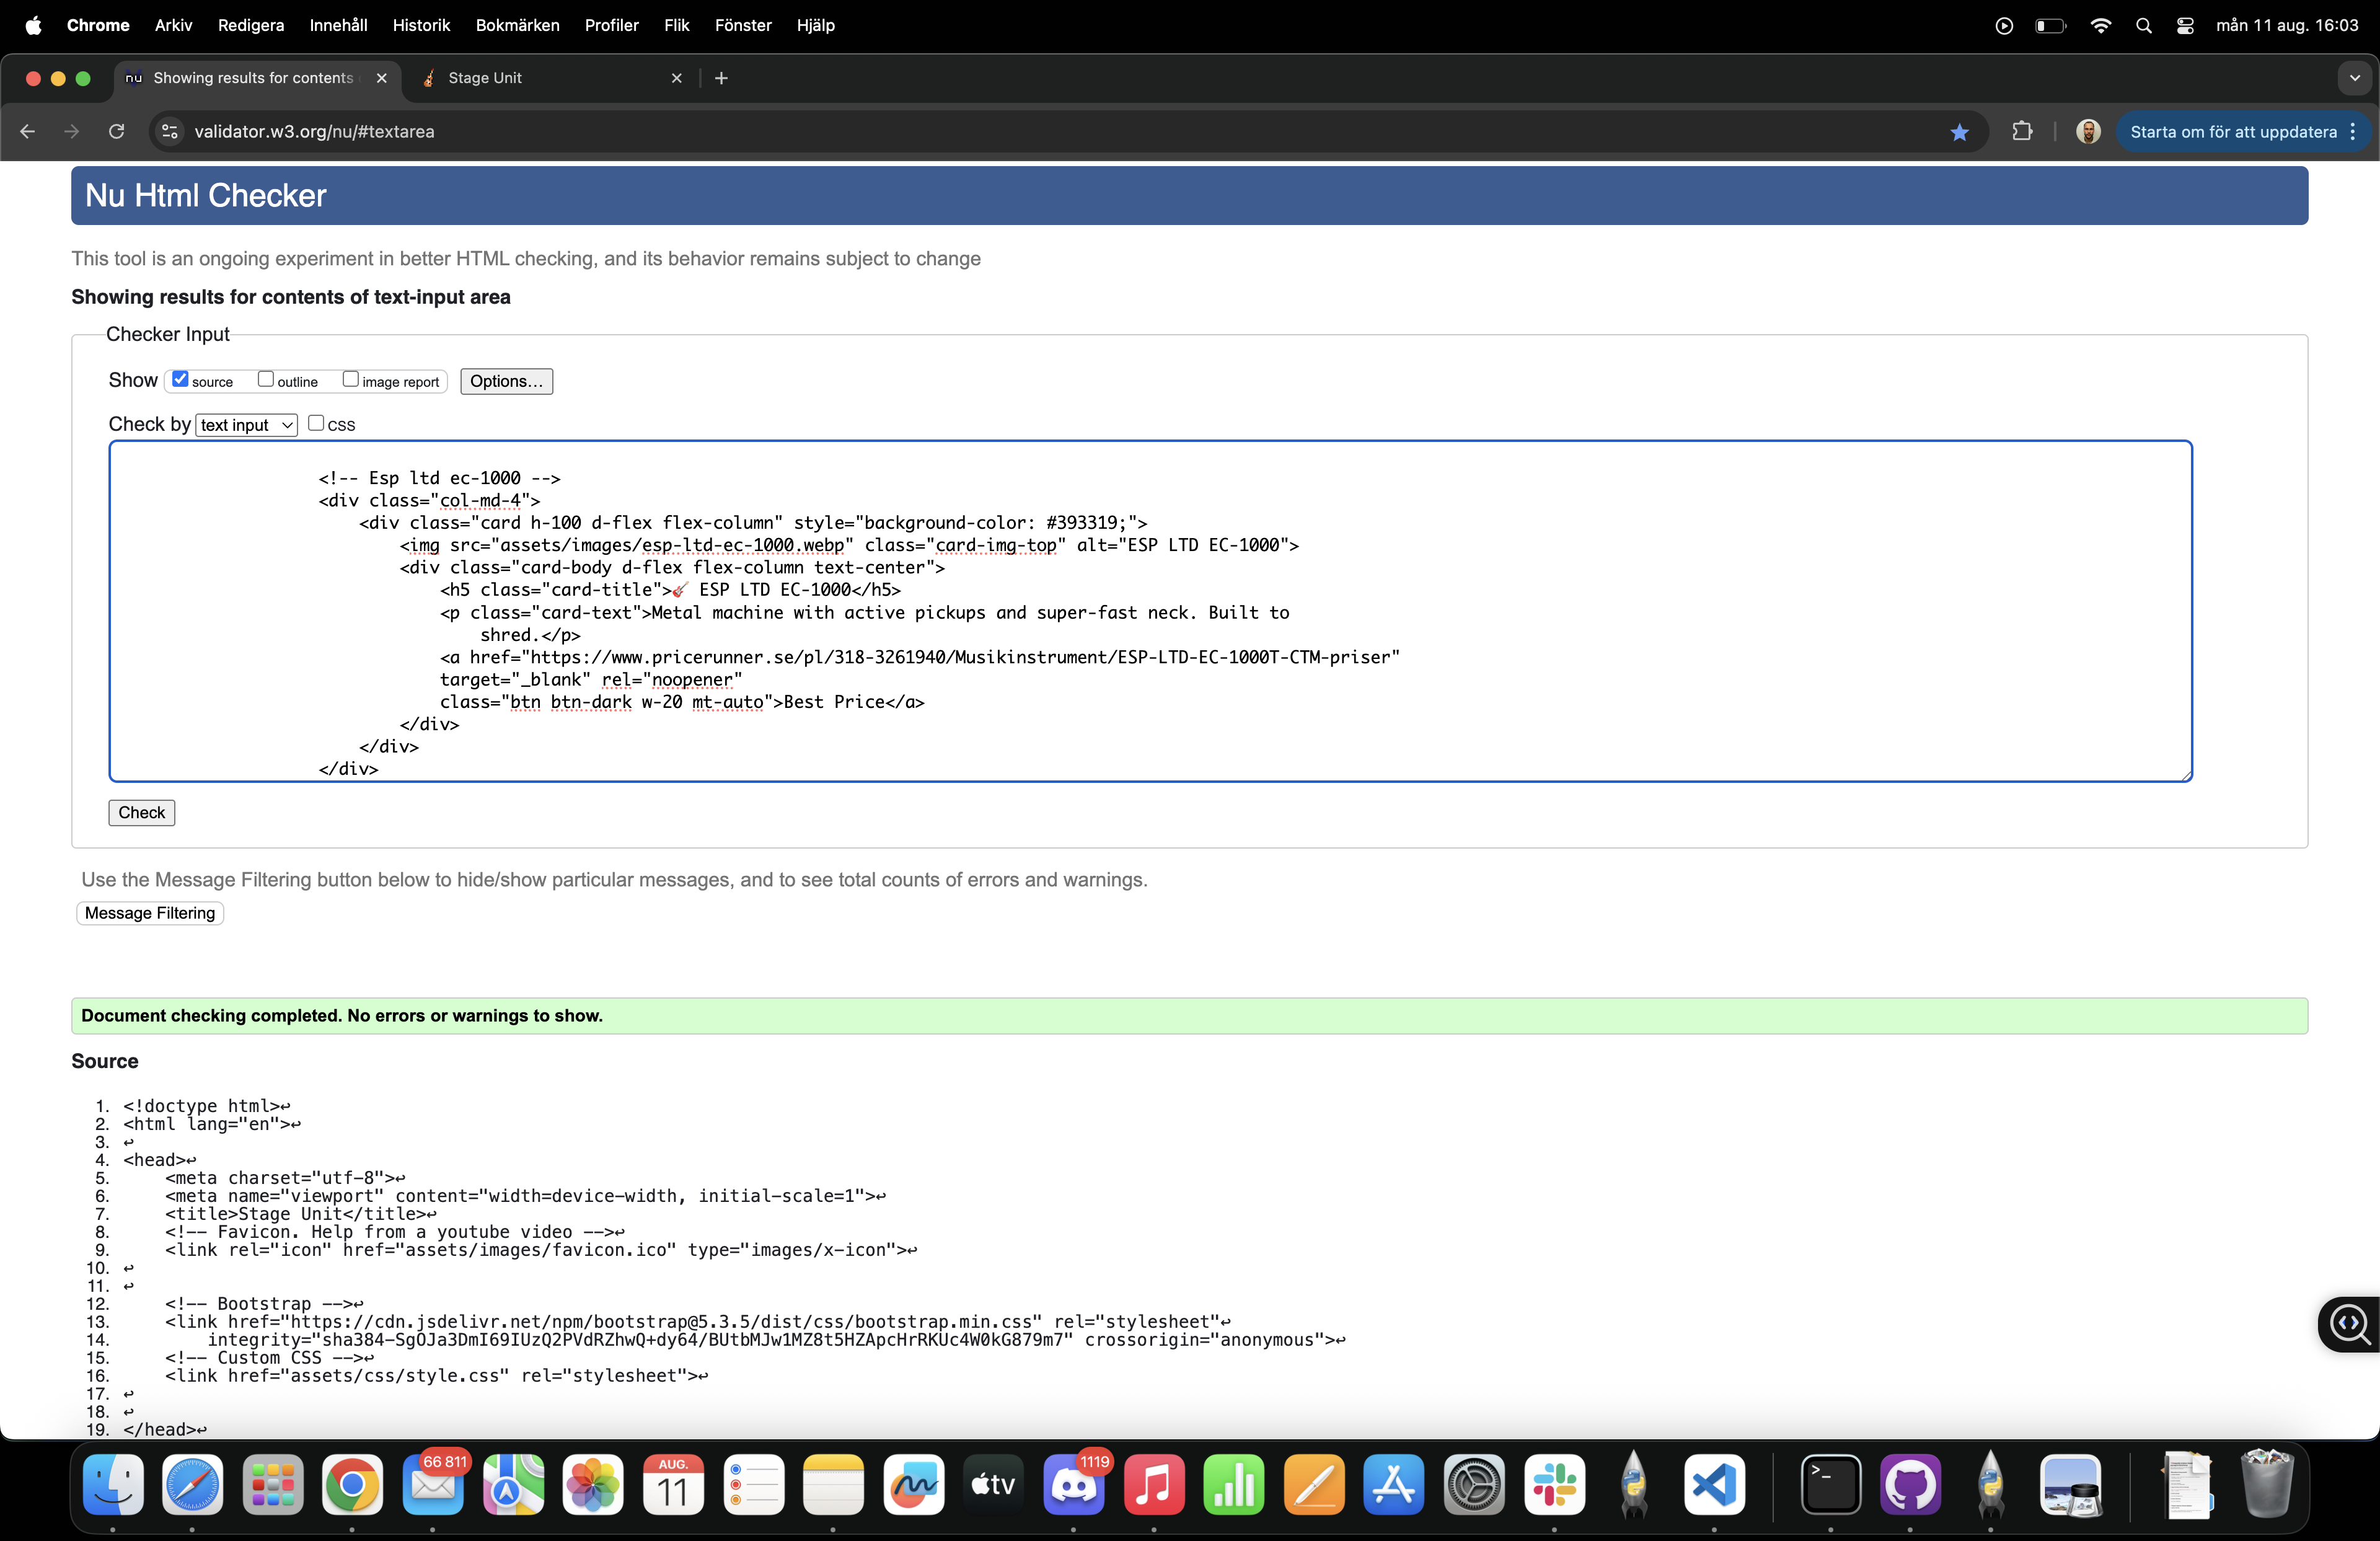 Chrome Arkiv Redigera Innehåll Historik Bokmärken Profiler Flik Fönster Hjälp mån 11 aug. 16:03
nu Showing results for contents Stage Unit
validator.w3.org/nu/#textarea Starta om för att uppdatera
Nu Html Checker
This tool is an ongoing experiment in better HTML checking, and its behavior remains subject to change
Showing results for contents of text-input area
Checker Input
Show source outline image report Options...
Check by text input CSS
<!-- Esp ltd ec-1000 -->
<div class="col-md-4">
<div class="card h-100 d-flex flex-column" style="background-color: #393319;">
<img src="assets/images/esp-ltd-ec-1000.webp" class="card-img-top" alt="ESP LTD EC-1000">
<div class="card-body d-flex flex-column text-center">
<h5 class="card-title">🎸 ESP LTD EC-1000</h5>
<p class="card-text">Metal machine with active pickups and super-fast neck. Built to
shred.</p>
<a href="https://www.pricerunner.se/pl/318-3261940/Musikinstrument/ESP-LTD-EC-1000T-CTM-priser"
target="_blank" rel="noopener"
class="btn btn-dark w-20 mt-auto">Best Price</a>
</div>
</div>
</div>
Check
Use the Message Filtering button below to hide/show particular messages, and to see total counts of errors and warnings.
Message Filtering
Document checking completed. No errors or warnings to show.
Source
1. <!doctype html>↩
2. <html lang="en">↩
3. ↩
4. <head>↩
5. <meta charset="utf-8">↩
6. <meta name="viewport" content="width=device-width, initial-scale=1">↩
7. <title>Stage Unit</title>↩
8. <!-- Favicon. Help from a youtube video -->↩
9. <link rel="icon" href="assets/images/favicon.ico" type="images/x-icon">↩
10. ↩
11. ↩
12. <!-- Bootstrap -->↩
13. <link href="https://cdn.jsdelivr.net/npm/bootstrap@5.3.5/dist/css/bootstrap.min.css" rel="stylesheet"↩
14. integrity="sha384-SgOJa3DmI69IUzQ2PVdRZhwQ+dy64/BUtbMJw1MZ8t5HZApcHrRKUc4W0kG879m7" crossorigin="anonymous">↩
15. <!-- Custom CSS -->↩
16. <link href="assets/css/style.css" rel="stylesheet">↩
17. ↩
18. ↩
19. </head>↩
66 811 AUG. 11 tv 1119